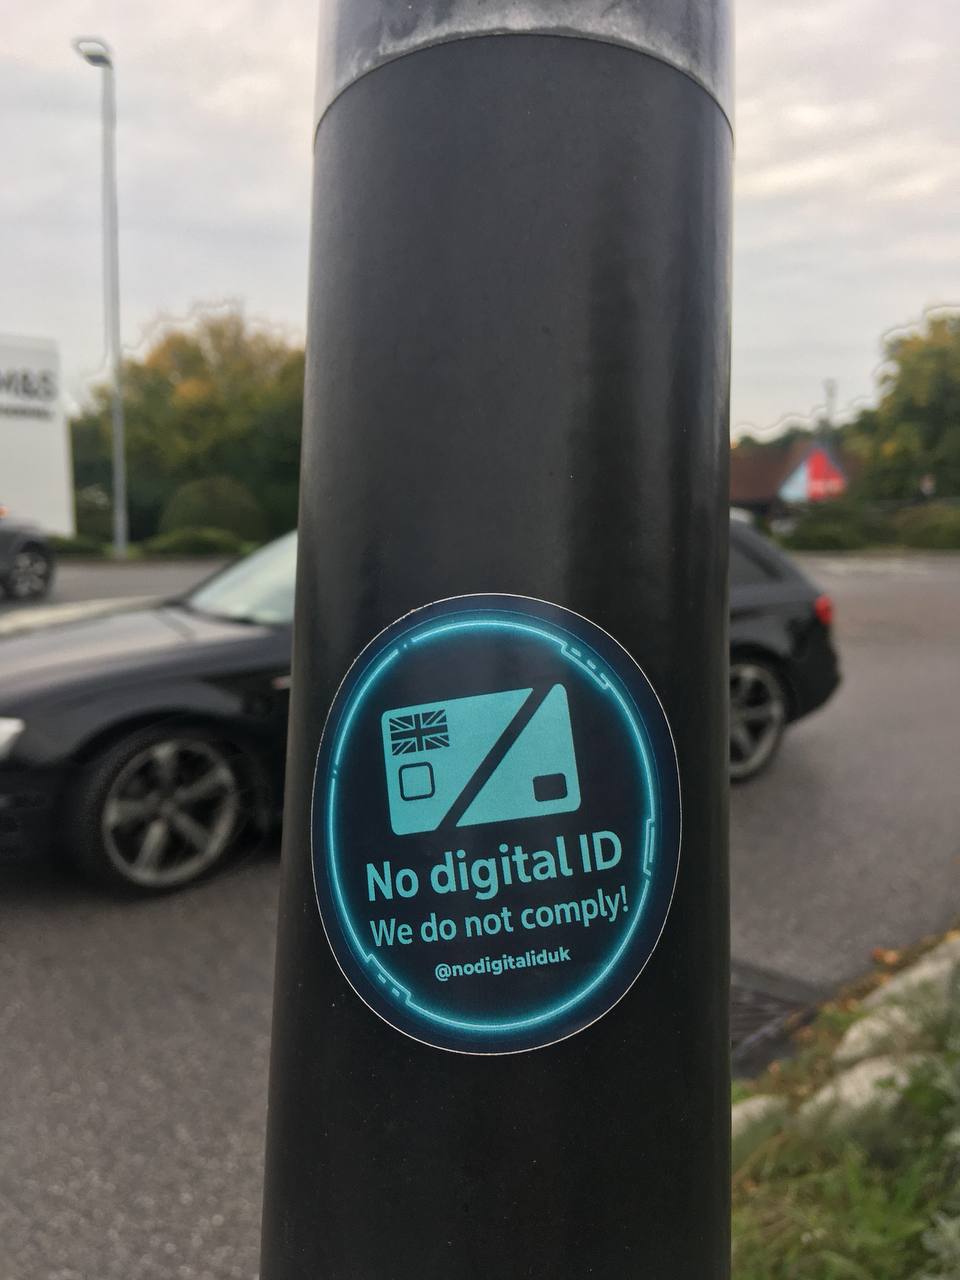 M&S
No digital ID
We do not comply!
@nodigitaliduk